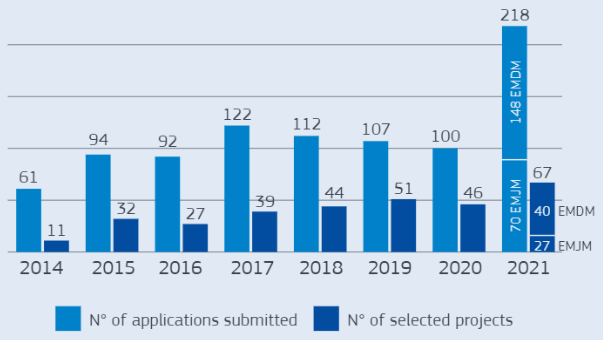 218
148 EMDM
70 EMJM
122
112
107
100
94
92
61
67
51
46
44
39
32
27
11
40 EMDM
27 EMJM
2014 2015 2016 2017 2018 2019 2020 2021
N° of applications submitted N° of selected projects